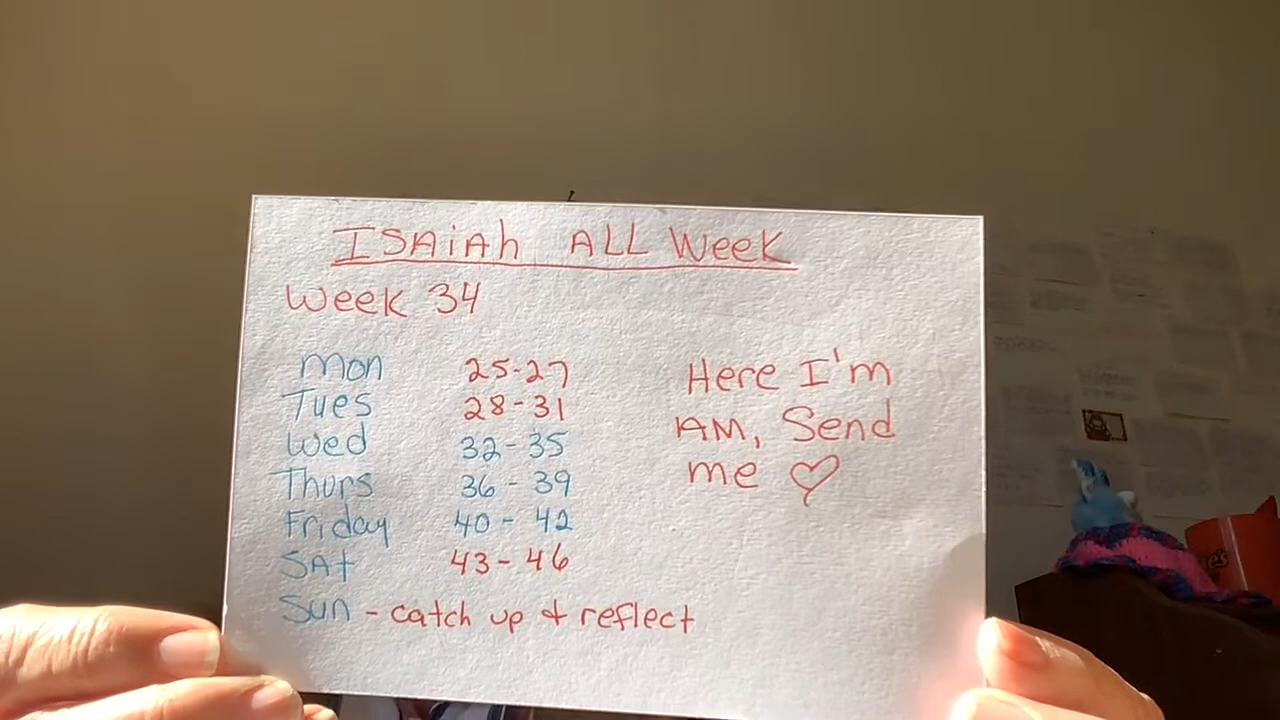 ISAiAh ALL Week
Week 34
Mon 25-27
Tues 28-31
Wed 32-35
Thurs 36-39
Friday 40-42
SAt 43-46
Sun - catch up & reflect
Here I'm
AM, Send
me ♡